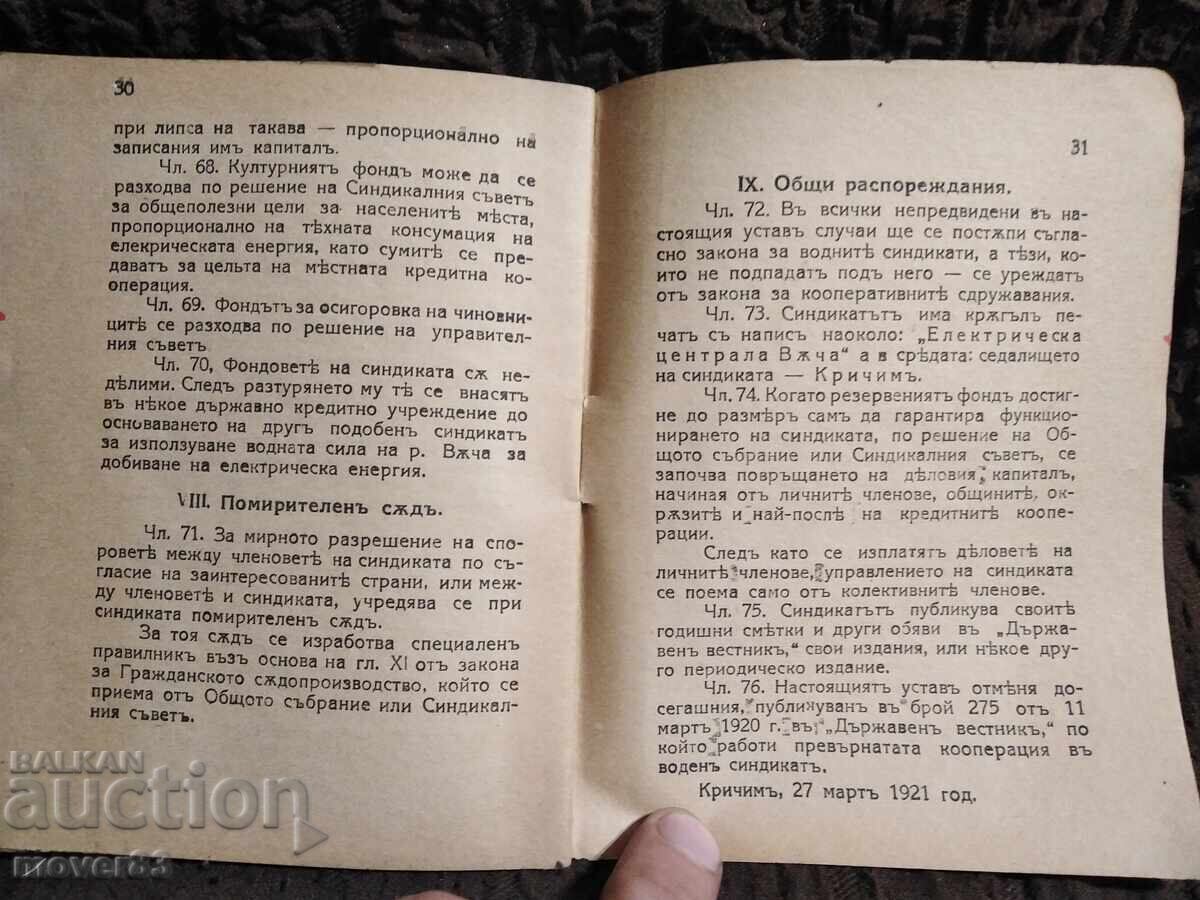 30
при липса на такава — пропорционално на
записания имъ капиталъ.
Чл. 68. Културниятъ фондъ може да се
разходва по решение на Синдикалния съветъ
за общеполезни цели за населенитѣ мѣста,
пропорционално на тѣхната консумация на
елекрическата енергия, като сумитѣ се пре-
даватъ за цельта на мѣстната кредитна ко-
операция.
Чл. 69. Фондътъ за осигоровка на чиновни-
цитѣ се разходва по решение на управител-
ния съветъ
Чл. 70, Фондоветѣ на синдиката сѫ не-
дѣлими. Следъ разтурянето му тѣ се внасятъ
въ нѣкое държавно кредитно учреждение до
основаването на другъ подобенъ синдикатъ
за използуване водната сила на р. Вѫча за
добиване на електрическа енергия.
VIII. Помирителенъ сѫдъ.
Чл. 71. За мирното разрешение на спо-
роветѣ между членоветѣ на синдиката по съ-
гласие на заинтересованитѣ страни, или меж-
ду членоветѣ и синдиката, учредява се при
синдиката помирителенъ сѫдъ.
За тоя сѫдъ се изработва специаленъ
правилникъ възъ основа на гл. XI отъ закона
за Гражданското сѫдопроизводство, който се
приема отъ Общото събрание или Синдикал-
ния съветъ.
31
IX. Общи распореждания.
Чл. 72. Въ всички непредвидени въ на-
стоящия уставъ случаи ще се постѫпи съгла-
сно закона за воднитѣ синдикати, а тѣзи, ко-
ито не подпадатъ подъ него — се уреждатъ
отъ закона за кооперативнитѣ сдружавания.
Чл. 73. Синдикатътъ има крѫгълъ пе-
чатъ съ написъ наоколо: „Електрическа
централа Вѫча“ а въ срѣдата: седалището
на синдиката — Кричимъ.
Чл. 74. Когато резервениятъ фондъ достиг-
не до размѣръ самъ да гарантира функцио-
нирането на синдиката, по решение на Об-
щото събрание или Синдикалния съветъ, се
започва повръщането на дѣловия капиталъ,
начиная отъ личнитѣ членове, общинитѣ, ок-
рѫзитѣ и най-послѣ на кредитнитѣ коопе-
рации.
Следъ като се изплатятъ дѣловетѣ на
личнитѣ членове, управлението на синдиката
се поема само отъ колективнитѣ членове.
Чл. 75. Синдикатътъ публикува своитѣ
годишни смѣтки и други обяви въ „Държа-
венъ вестникъ,“ свои издания, или нѣкое дру-
го периодическо издание.
Чл. 76. Настоящиятъ уставъ отмѣня до-
сегашния, публикуванъ въ брой 275 отъ 11
мартъ 1920 г. въ „Държавенъ вестникъ,“ по
който работи превърнатата кооперация въ
воденъ синдикатъ.
Кричимъ, 27 мартъ 1921 год.
BALKAN
auction
mover83